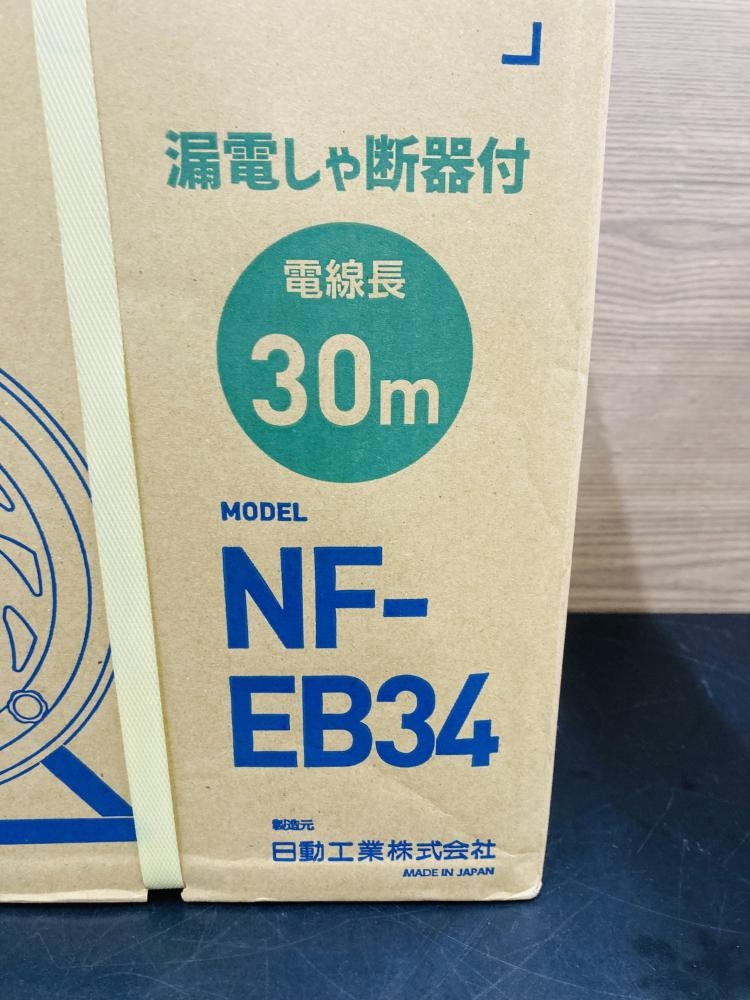 漏電しゃ断器付
電線長
30m
MODEL
NF-
EB34
製造元
日動工業株式会社
MADE IN JAPAN